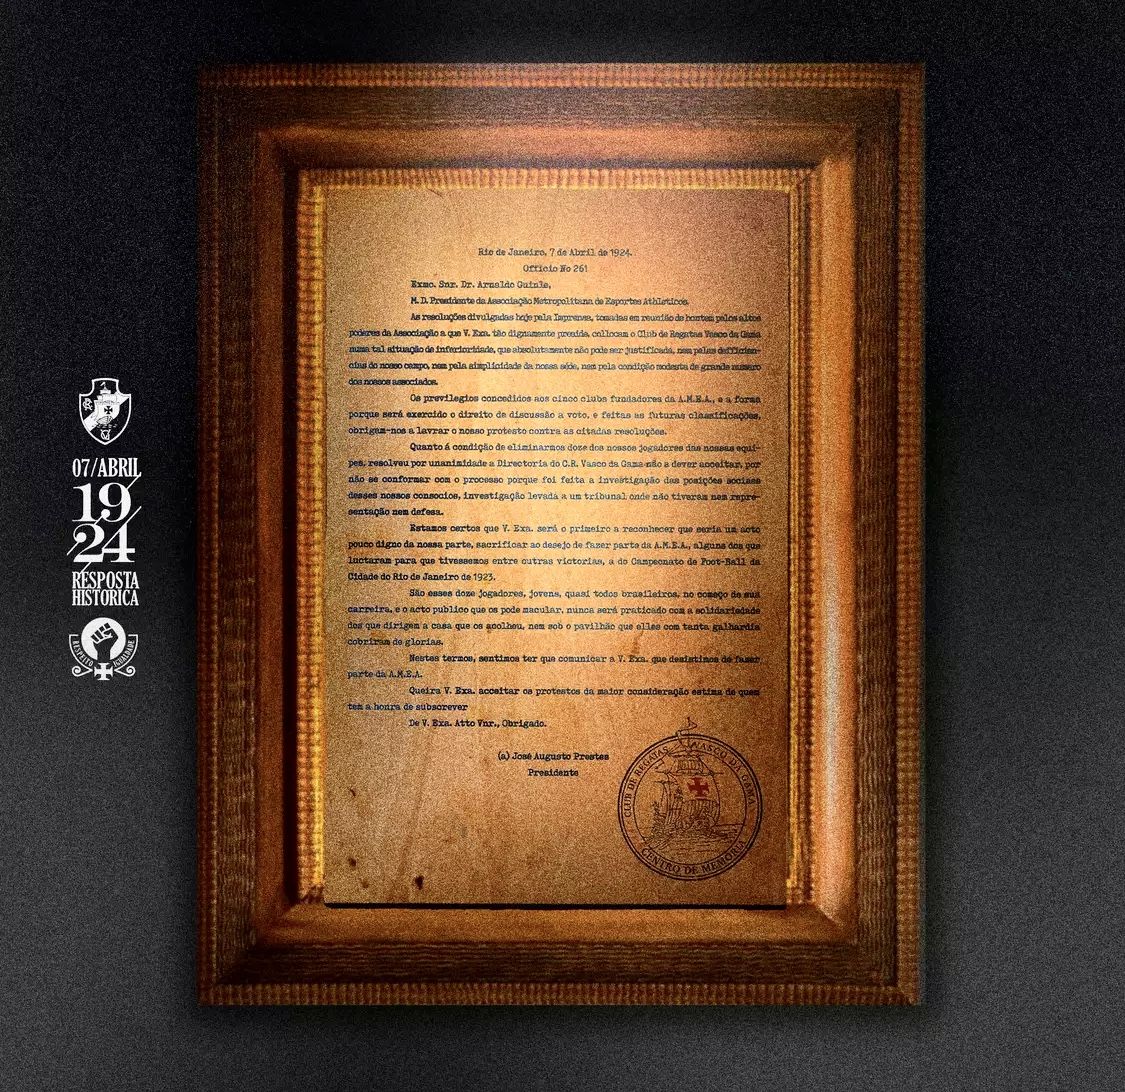 Rio de Janeiro, 7 de Abril de 1924.
Officio No 261
Exmo. Snr. Dr. Arnaldo Guinle,
M. D. Presidente da Associação Metropolitana de Esportes Athleticos.
As resoluções divulgadas hoje pela Imprensa, tomadas em reunião de hontem pelos altos
poderes da Associação a que V. Exa. tão dignamente preside, collocam o Club de Regatas Vasco da Gama
numa tal situação de inferioridade, que absolutamente não pode ser justificada, nem pelas defficien-
cias do nosso campo, nem pela simplicidade da nossa séde, nem pela condição modesta de grande numero
dos nossos associados.
Os previlegios concedidos aos cinco clubs fundadores da A.M.E.A., e a forma
porque será exercido o direito de discussão a voto, e feitas as futuras classificações,
obrigam-nos a lavrar o nosso protesto contra as citadas resoluções.
Quanto á condição de eliminarmos doze dos nossos jogadores das nossas equi-
pes, resolveu por unanimidade a Directoria do C.R. Vasco da Gama não a dever acceitar, por
não se conformar com o processo porque foi feita a investigação das posições sociaes
desses nossos consocios, investigação levada a um tribunal onde não tiveram nem repre-
sentação nem defesa.
Estamos certos que V. Exa. será o primeiro a reconhecer que seria um acto
pouco digno da nossa parte, sacrificar ao desejo de fazer parte da A.M.E.A., alguns dos que
luctaram para que tivessemos entre outras victorias, a do Campeonato de Foot-Ball da
Cidade do Rio de Janeiro de 1923.
São esses doze jogadores, jovens, quasi todos brasileiros, no começo de sua
carreira, e o acto publico que os pode macular, nunca será praticado com a solidariedade
dos que dirigem a casa que os acolheu, nem sob o pavilhão que elles com tanta galhardia
cobriram de glorias.
Nestes termos, sentimos ter que comunicar a V. Exa. que desistimos de fazer
parte da A.M.E.A.
Queira V. Exa. acceitar os protestos da maior consideração estima de quem
tem a honra de subscrever
De V. Exa. Atto Vnr., Obrigado.
(a) José Augusto Prestes
Presidente
CLUB DE REGATAS VASCO DA GAMA
CENTRO DE MEMÓRIA
07/ABRIL
19
24
RESPOSTA
HISTÓRICA
RESPEITO IGUALDADE